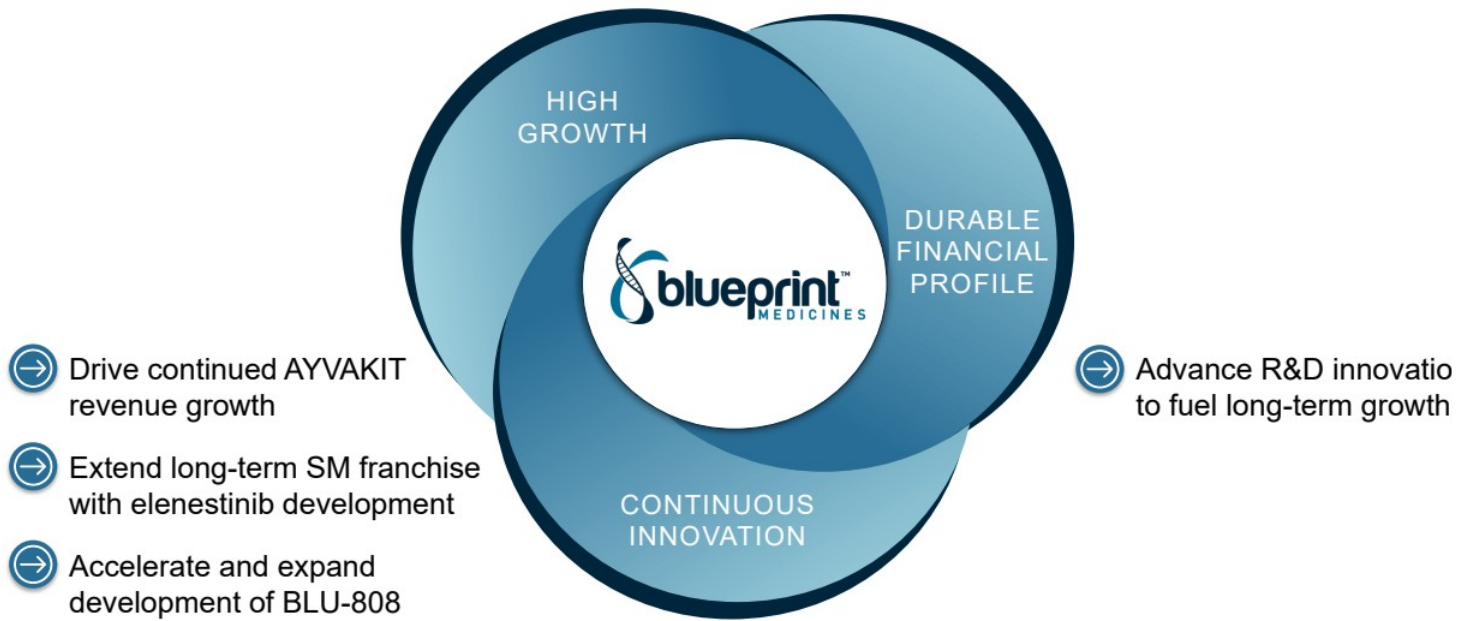 HIGH
GROWTH
DURABLE
FINANCIAL
PROFILE
blueprint™
MEDICINES
CONTINUOUS
INNOVATION
Drive continued AYVAKIT
revenue growth
Extend long-term SM franchise
with elenestinib development
Accelerate and expand
development of BLU-808
Advance R&D innovatio
to fuel long-term growth